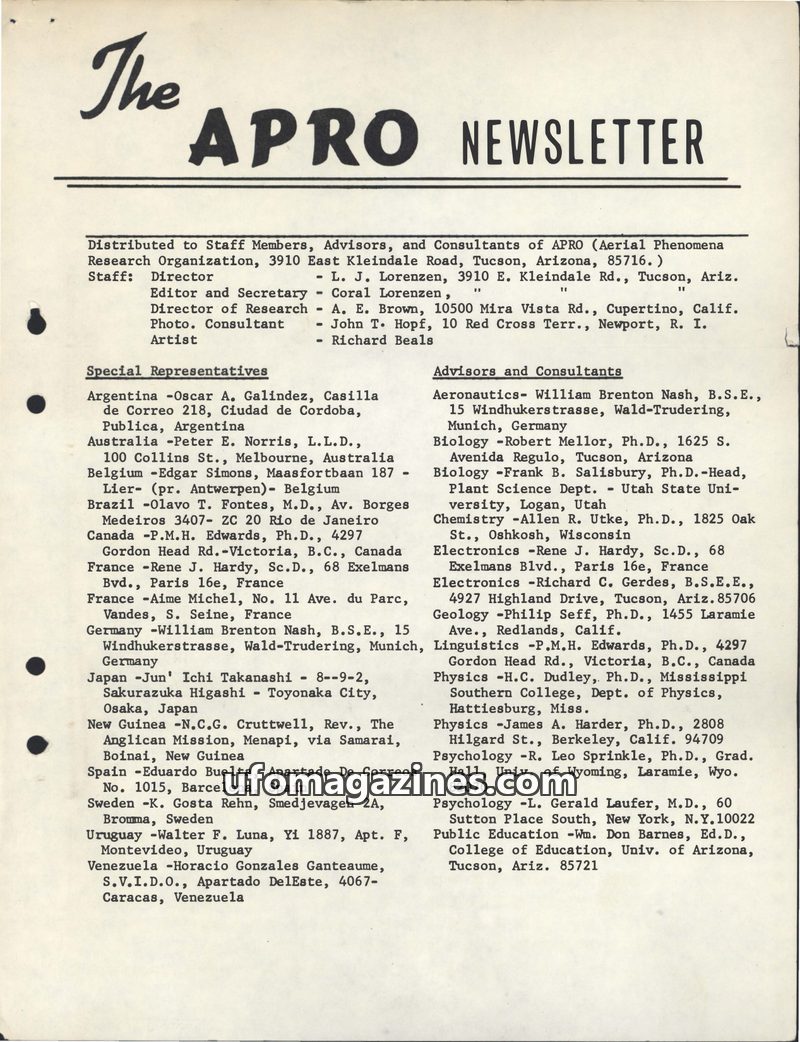 The
APRO NEWSLETTER
Distributed to Staff Members, Advisors, and Consultants of APRO (Aerial Phenomena
Research Organization, 3910 East Kleindale Road, Tucson, Arizona, 85716.)
Staff: Director - L. J. Lorenzen, 3910 E. Kleindale Rd., Tucson, Ariz.
Editor and Secretary - Coral Lorenzen, " " "
Director of Research - A. E. Brown, 10500 Mira Vista Rd., Cupertino, Calif.
Photo. Consultant - John T. Hopf, 10 Red Cross Terr., Newport, R. I.
Artist - Richard Beals
Special Representatives
Argentina -Oscar A. Galindez, Casilla
de Correo 218, Ciudad de Cordoba,
Publica, Argentina
Australia -Peter E. Norris, L.L.D.,
100 Collins St., Melbourne, Australia
Belgium -Edgar Simons, Maasfortbaan 187 -
Lier- (pr. Antwerpen)- Belgium
Brazil -Olavo T. Fontes, M.D., Av. Borges
Medeiros 3407- ZC 20 Rio de Janeiro
Canada -P.M.H. Edwards, Ph.D., 4297
Gordon Head Rd.-Victoria, B.C., Canada
France -Rene J. Hardy, Sc.D., 68 Exelmans
Bvd., Paris 16e, France
France -Aime Michel, No. 11 Ave. du Parc,
Vandes, S. Seine, France
Germany -William Brenton Nash, B.S.E., 15
Windhukerstrasse, Wald-Trudering, Munich,
Germany
Japan -Jun' Ichi Takanashi - 8--9-2,
Sakurazuka Higashi - Toyonaka City,
Osaka, Japan
New Guinea -N.C.G. Cruttwell, Rev., The
Anglican Mission, Menapi, via Samarai,
Boinai, New Guinea
Spain -Eduardo Apartado De Correos
No. 1015,
Sweden -K. Gosta Rehn, Smedjevagen 2A,
Bromma, Sweden
Uruguay -Walter F. Luna, Yi 1887, Apt. F,
Montevideo, Uruguay
Venezuela -Horacio Gonzales Ganteaume,
S.V.I.D.O., Apartado DelEste, 4067-
Caracas, Venezuela
Advisors and Consultants
Aeronautics- William Brenton Nash, B.S.E.,
15 Windhukerstrasse, Wald-Trudering,
Munich, Germany
Biology -Robert Mellor, Ph.D., 1625 S.
Avenida Regulo, Tucson, Arizona
Biology -Frank B. Salisbury, Ph.D.-Head,
Plant Science Dept. - Utah State Uni-
versity, Logan, Utah
Chemistry -Allen R. Utke, Ph.D., 1825 Oak
St., Oshkosh, Wisconsin
Electronics -Rene J. Hardy, Sc.D., 68
Exelmans Blvd., Paris 16e, France
Electronics -Richard C. Gerdes, B.S.E.E.,
4927 Highland Drive, Tucson, Ariz.85706
Geology -Philip Seff, Ph.D., 1455 Laramie
Ave., Redlands, Calif.
Linguistics -P.M.H. Edwards, Ph.D., 4297
Gordon Head Rd., Victoria, B.C., Canada
Physics -H.C. Dudley, Ph.D., Mississippi
Southern College, Dept. of Physics,
Hattiesburg, Miss.
Physics -James A. Harder, Ph.D., 2808
Hilgard St., Berkeley, Calif. 94709
Psychology -R. Leo Sprinkle, Ph.D., Grad.
Hall, Univ. of Wyoming, Laramie, Wyo.
Psychology -L. Gerald Laufer, M.D., 60
Sutton Place South, New York, N.Y.10022
Public Education -Wm. Don Barnes, Ed.D.,
College of Education, Univ. of Arizona,
Tucson, Ariz. 85721
ufomagazines.com